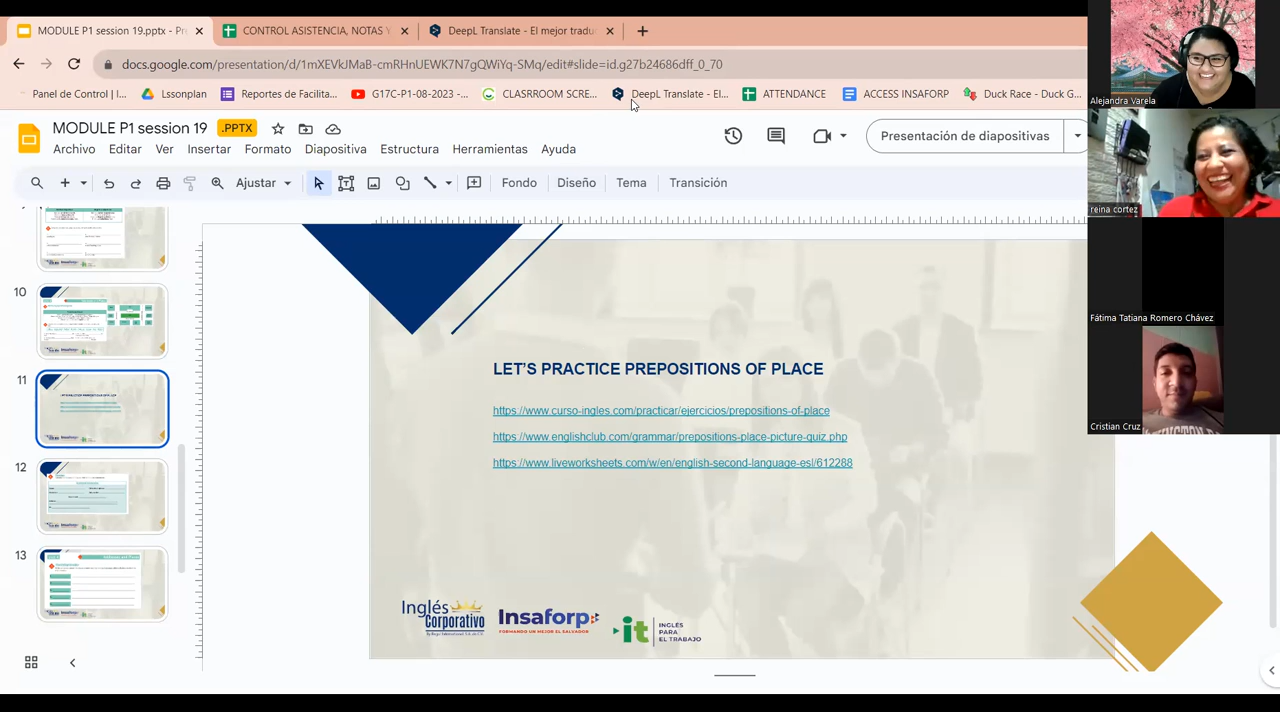 MODULE P1 session 19.pptx - Pre
CONTROL ASISTENCIA, NOTAS Y
DeepL Translate - El mejor tradu
docs.google.com/presentation/d/1mXEVkJMaB-cmRHnUEWK7N7gQWiYq-SMq/edit#slide=id.g27b24686dff_0_70
Panel de Control | I...
Lssonplan
Reportes de Facilita...
G17C-P1138-2023 -...
CLASSROOM SCRE...
DeepL Translate - El...
ATTENDANCE
ACCESS INSAFORP
Duck Race - Duck G...
MODULE P1 session 19
.PPTX
Archivo Editar Ver Insertar Formato Diapositiva Estructura Herramientas Ayuda
Presentación de diapositivas
Ajustar
Fondo Diseño Tema Transición
10
11
12
13
LET'S PRACTICE PREPOSITIONS OF PLACE
https://www.curso-ingles.com/practicar/ejercicios/prepositions-of-place
https://www.englishclub.com/grammar/prepositions-place-picture-quiz.php
https://www.liveworksheets.com/w/en/english-second-language-esl/612288
Inglés
Corporativo
Insaforp
FORMANDO UN MEJOR EL SALVADOR
it
INGLÉS
PARA
EL TRABAJO
Alejandra Varela
reina cortez
Fátima Tatiana Romero Chávez
Cristian Cruz